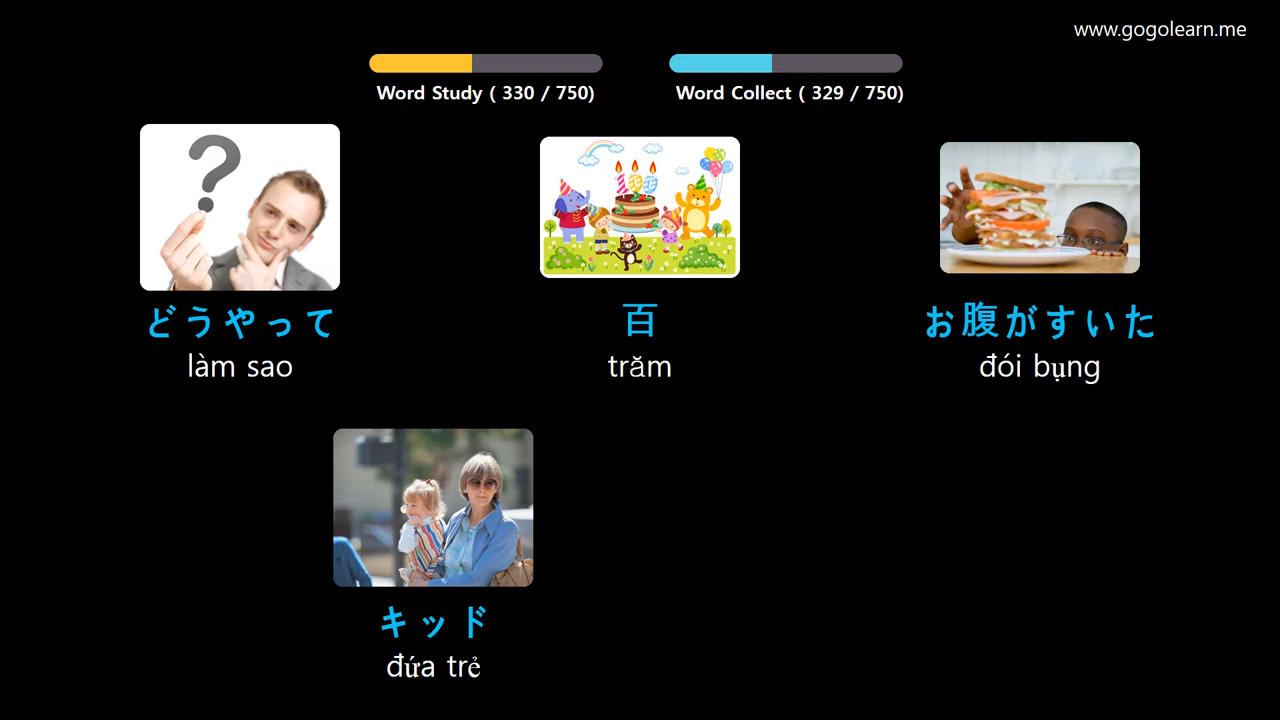 www.gogolearn.me
Word Study ( 330 / 750)
Word Collect ( 329 / 750)
どうやって
làm sao
百
trăm
お腹がすいた
đói bụng
キッド
đứa trẻ